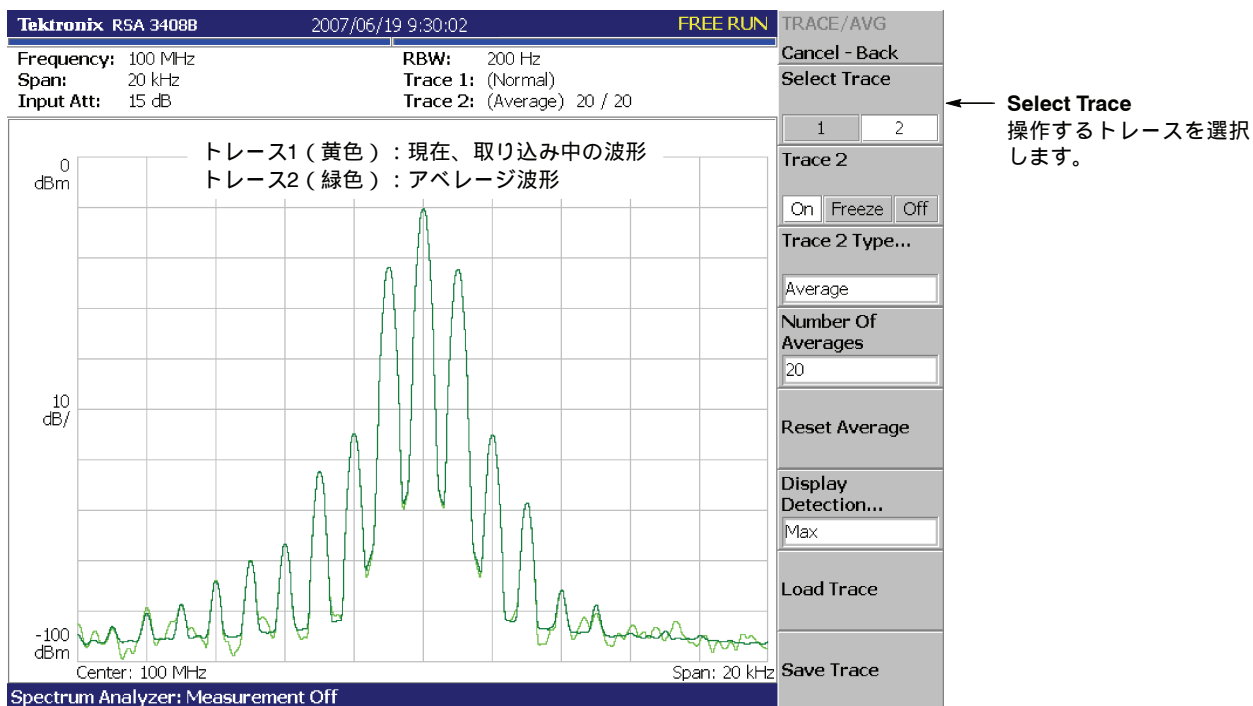 Tektronix RSA 3408B 2007/06/19 9:30:02 FREE RUN
Frequency: 100 MHz
Span: 20 kHz
Input Att: 15 dB
RBW: 200 Hz
Trace 1: (Normal)
Trace 2: (Average) 20 / 20
トレース1（黄色）：現在、取り込み中の波形
トレース2（緑色）：アベレージ波形
0
dBm
10
dB/
-100
dBm
Center: 100 MHz
Span: 20 kHz
Spectrum Analyzer: Measurement Off
TRACE/AVG
Cancel - Back
Select Trace
1 2
Trace 2
On Freeze Off
Trace 2 Type...
Average
Number Of
Averages
20
Reset Average
Display
Detection...
Max
Load Trace
Save Trace
Select Trace
操作するトレースを選択
します。